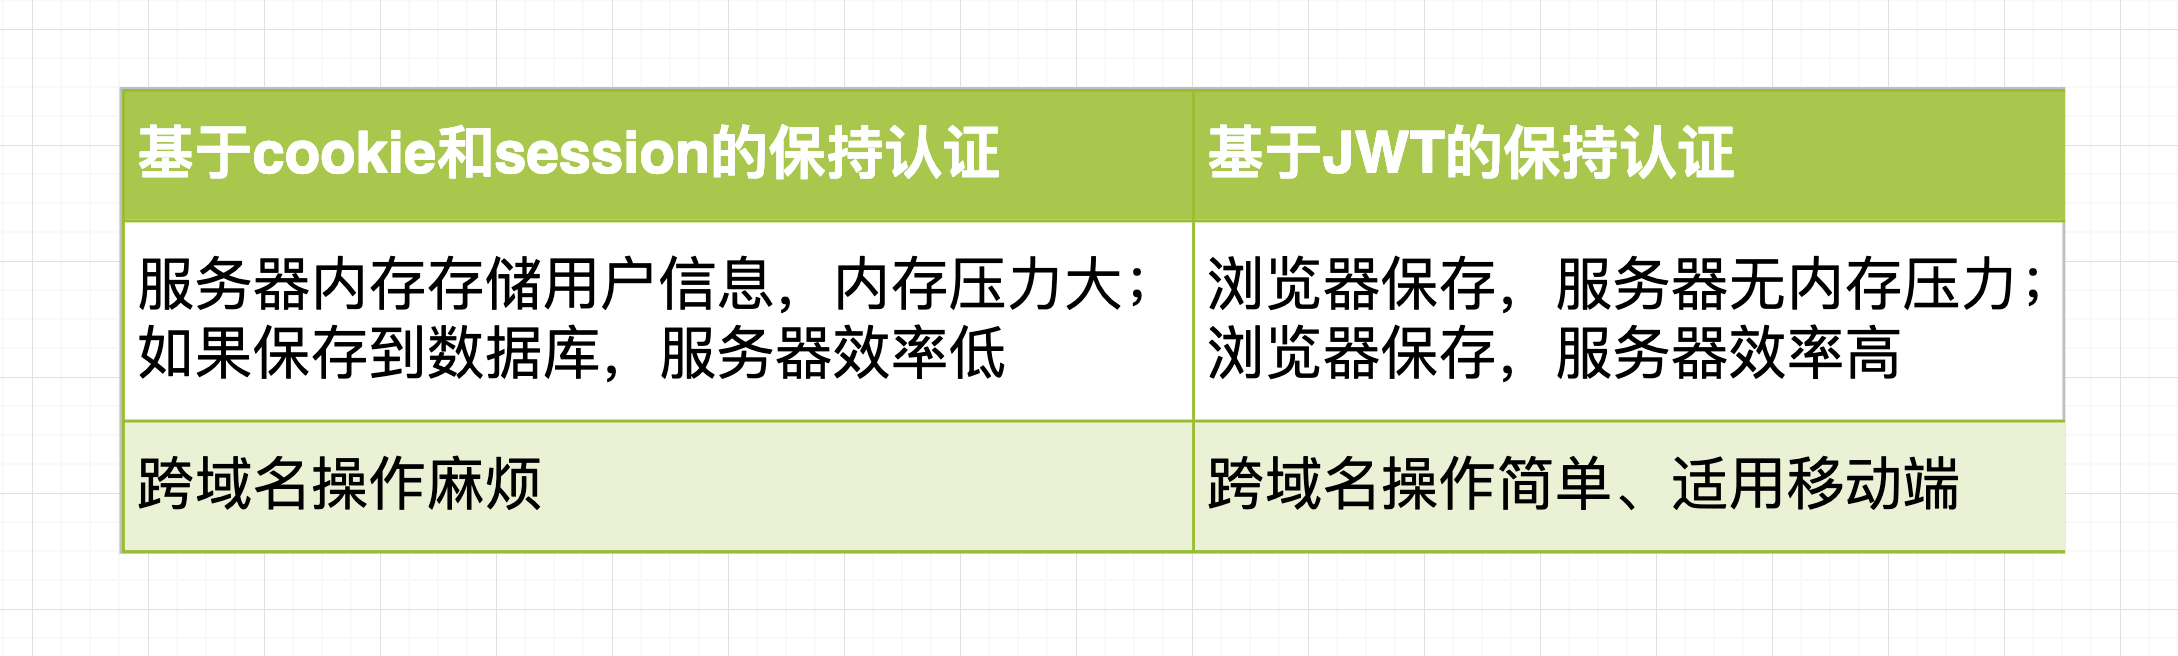 基于cookie和session的保持认证
基于JWT的保持认证
服务器内存存储用户信息，内存压力大；
如果保存到数据库，服务器效率低
浏览器保存，服务器无内存压力；
浏览器保存，服务器效率高
跨域名操作麻烦
跨域名操作简单、适用移动端